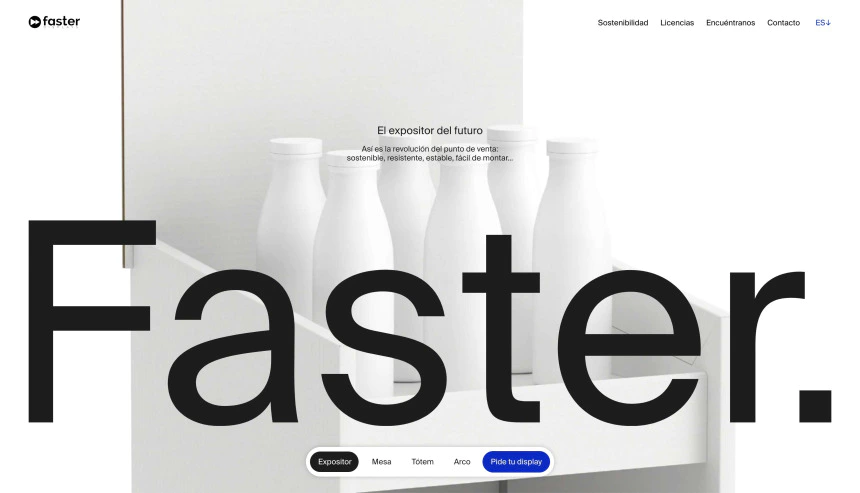 faster
Sostenibilidad Licencias Encuéntranos Contacto ES↓
El expositor del futuro
Así es la revolución del punto de venta:
sostenible, resistente, estable, fácil de montar...
Faster.
Expositor Mesa Tótem Arco Pide tu display